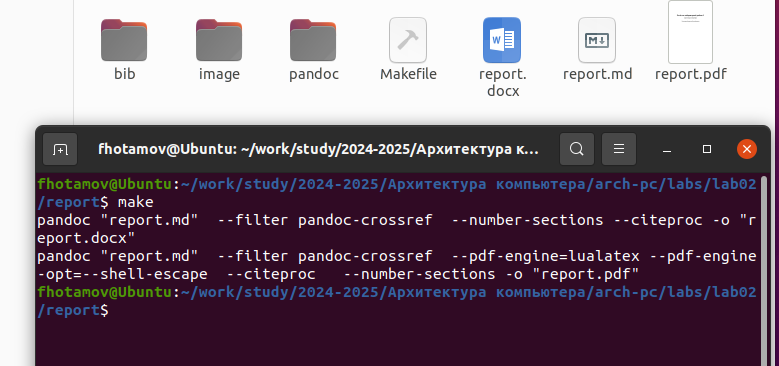 bib
image
pandoc
Makefile
report.
docx
report.md
report.pdf
fhotamov@Ubuntu: ~/work/study/2024-2025/Архитектура к...
fhotamov@Ubuntu:~/work/study/2024-2025/Архитектура компьютера/arch-pc/labs/lab02
/report$ make
pandoc "report.md"  --filter pandoc-crossref  --number-sections --citeproc -o "r
eport.docx"
pandoc "report.md"  --filter pandoc-crossref  --pdf-engine=lualatex --pdf-engine
-opt=--shell-escape  --citeproc   --number-sections -o "report.pdf"
fhotamov@Ubuntu:~/work/study/2024-2025/Архитектура компьютера/arch-pc/labs/lab02
/report$